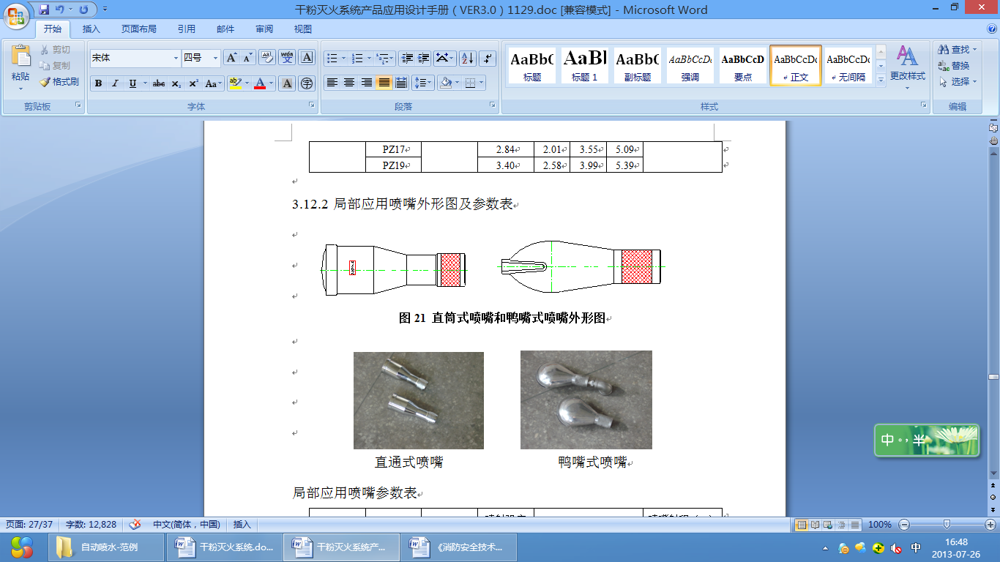 干粉灭火系统产品应用设计手册（VER3.0）1129.doc [兼容模式] - Microsoft Word
开始 插入 页面布局 引用 邮件 审阅 视图
粘贴 剪切 复制 格式刷
宋体 四号
AaBbC AaBl AaBbC AaBbCcDc AaBbCcD AaBbCcDc AaBbCcDc
标题 标题 1 副标题 强调 要点 正文 无间隔
更改样式
查找 替换 选择
剪贴板 字体 段落 样式 编辑
PZ17 2.84 2.01 3.55 5.09
PZ19 3.40 2.58 3.99 5.39
3.12.2 局部应用喷嘴外形图及参数表
图 21 直筒式喷嘴和鸭嘴式喷嘴外形图
直通式喷嘴 鸭嘴式喷嘴
局部应用喷嘴参数表
中 °, 半
页面: 27/37 字数: 12,828 中文(简体，中国) 插入 100%
自动喷水-范例 干粉灭火系统.do... 干粉灭火系统产... 《消防安全技术...
中 16:48
2013-07-26